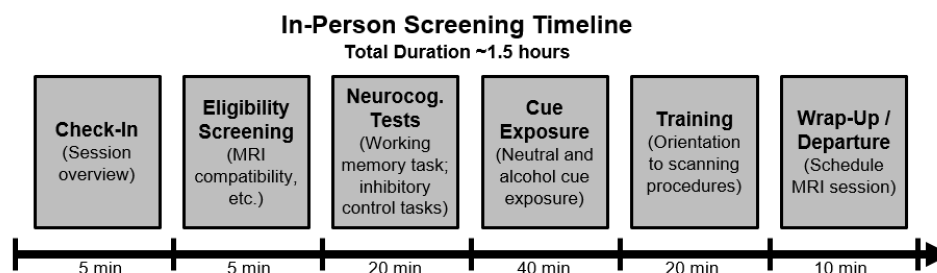 In-Person Screening Timeline
Total Duration ~1.5 hours
Check-In
(Session
overview)
Eligibility
Screening
(MRI
compatibility,
etc.)
Neurocog.
Tests
(Working
memory task;
inhibitory
control tasks)
Cue
Exposure
(Neutral and
alcohol cue
exposure)
Training
(Orientation
to scanning
procedures)
Wrap-Up /
Departure
(Schedule
MRI session)
5 min
5 min
20 min
40 min
20 min
10 min